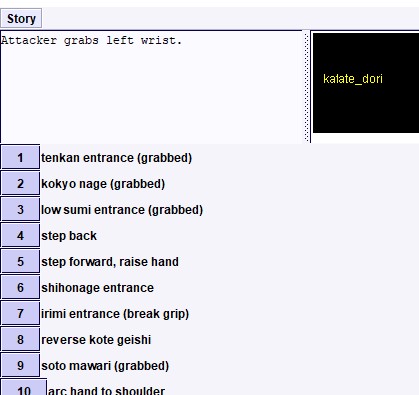 Story
Attacker grabs left wrist.
kalate_dori
1 tenkan entrance (grabbed)
2 kokyo nage (grabbed)
3 low sumi entrance (grabbed)
4 step back
5 step forward, raise hand
6 shihonage entrance
7 irimi entrance (break grip)
8 reverse kote geishi
9 soto mawari (grabbed)
10 arc hand to shoulder